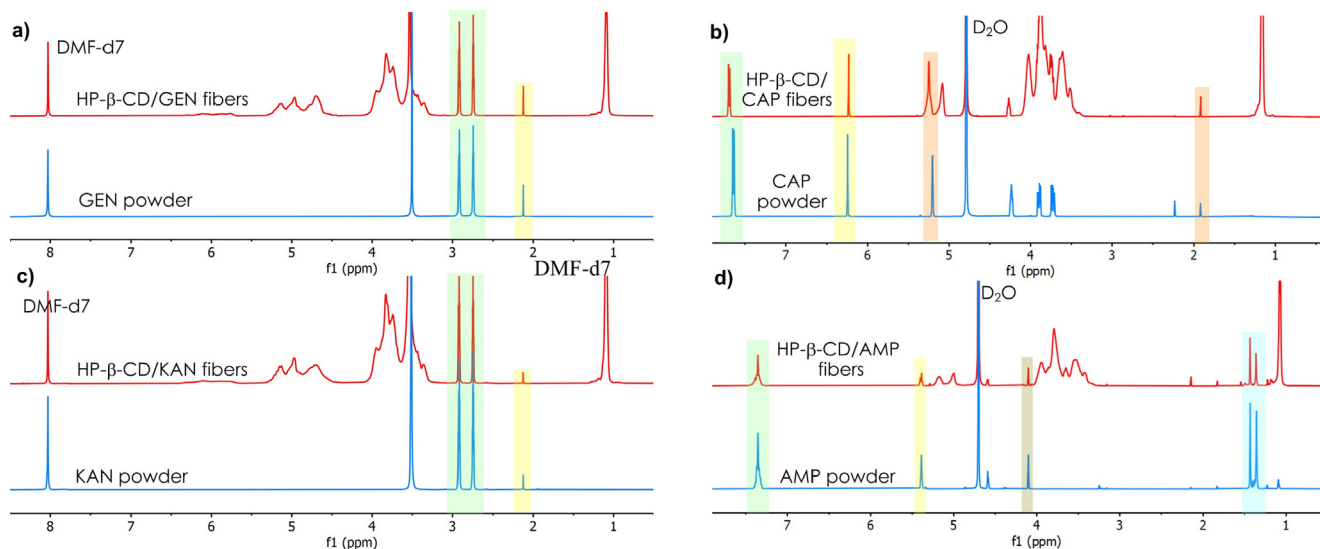 a)
DMF-d7
HP-β-CD/GEN fibers
GEN powder
8 7 6 5 4 3 2 1
f1 (ppm)
b)
D₂O
HP-β-CD/
CAP fibers
CAP
powder
7 6 5 4 3 2 1
f1 (ppm)
c)
DMF-d7
DMF-d7
HP-β-CD/KAN fibers
KAN powder
8 7 6 5 4 3 2 1
f1 (ppm)
d)
D₂O
HP-β-CD/AMP
fibers
AMP powder
7 6 5 4 3 2 1
f1 (ppm)